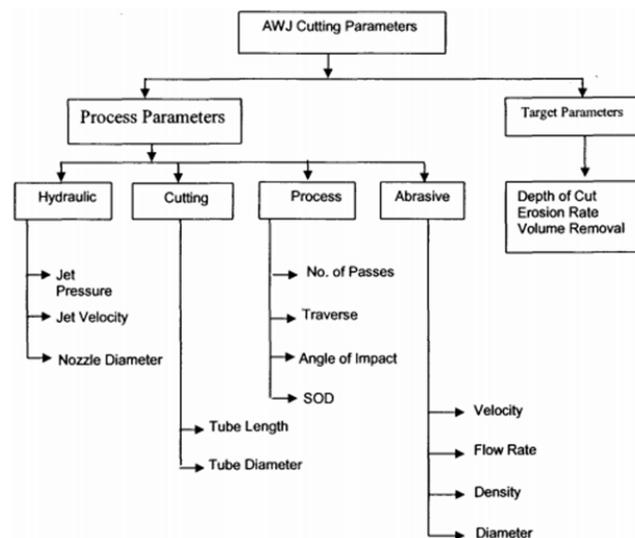 AWJ Cutting Parameters
Process Parameters
Target Parameters
Hydraulic
Cutting
Process
Abrasive
Depth of Cut
Erosion Rate
Volume Removal
Jet
Pressure
Jet Velocity
Nozzle Diameter
Tube Length
Tube Diameter
No. of Passes
Traverse
Angle of Impact
SOD
Velocity
Flow Rate
Density
Diameter